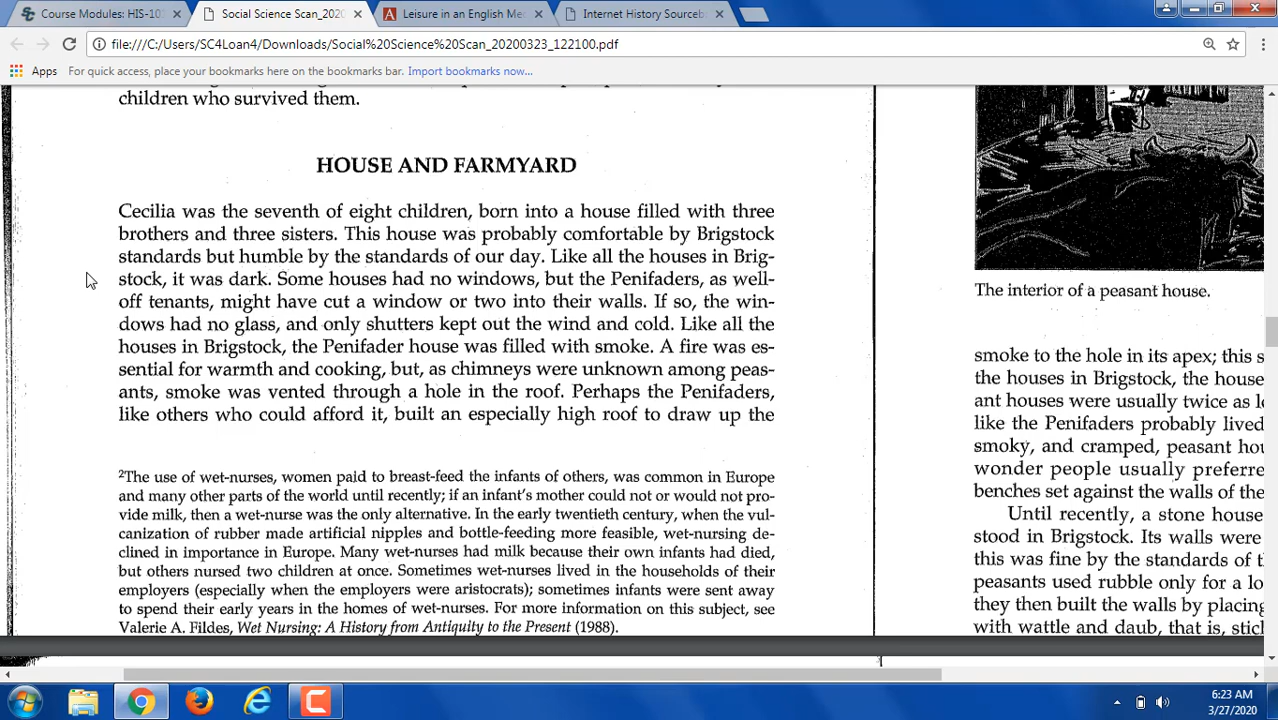 Course Modules: HIS-10
Social Science Scan_2020
Leisure in an English Me
Internet History Sourceb
file:///C:/Users/SC4Loan4/Downloads/Social%20Science%20Scan_20200323_122100.pdf
Apps
For quick access, place your bookmarks here on the bookmarks bar. Import bookmarks now...
children who survived them.
HOUSE AND FARMYARD
Cecilia was the seventh of eight children, born into a house filled with three
brothers and three sisters. This house was probably comfortable by Brigstock
standards but humble by the standards of our day. Like all the houses in Brig-
stock, it was dark. Some houses had no windows, but the Penifaders, as well-
off tenants, might have cut a window or two into their walls. If so, the win-
dows had no glass, and only shutters kept out the wind and cold. Like all the
houses in Brigstock, the Penifader house was filled with smoke. A fire was es-
sential for warmth and cooking, but, as chimneys were unknown among peas-
ants, smoke was vented through a hole in the roof. Perhaps the Penifaders,
like others who could afford it, built an especially high roof to draw up the
²The use of wet-nurses, women paid to breast-feed the infants of others, was common in Europe
and many other parts of the world until recently; if an infant's mother could not or would not pro-
vide milk, then a wet-nurse was the only alternative. In the early twentieth century, when the vul-
canization of rubber made artificial nipples and bottle-feeding more feasible, wet-nursing de-
clined in importance in Europe. Many wet-nurses had milk because their own infants had died,
but others nursed two children at once. Sometimes wet-nurses lived in the households of their
employers (especially when the employers were aristocrats); sometimes infants were sent away
to spend their early years in the homes of wet-nurses. For more information on this subject, see
Valerie A. Fildes, Wet Nursing: A History from Antiquity to the Present (1988).
The interior of a peasant house.
smoke to the hole in its apex; this s
the houses in Brigstock, the house
ant houses were usually twice as lo
like the Penifaders probably lived
smoky, and cramped, peasant hou
wonder people usually preferre
benches set against the walls of the
Until recently, a stone house
stood in Brigstock. Its walls were
this was fine by the standards of t
peasants used rubble only for a lo
they then built the walls by placing
with wattle and daub, that is, stic
6:23 AM
3/27/2020